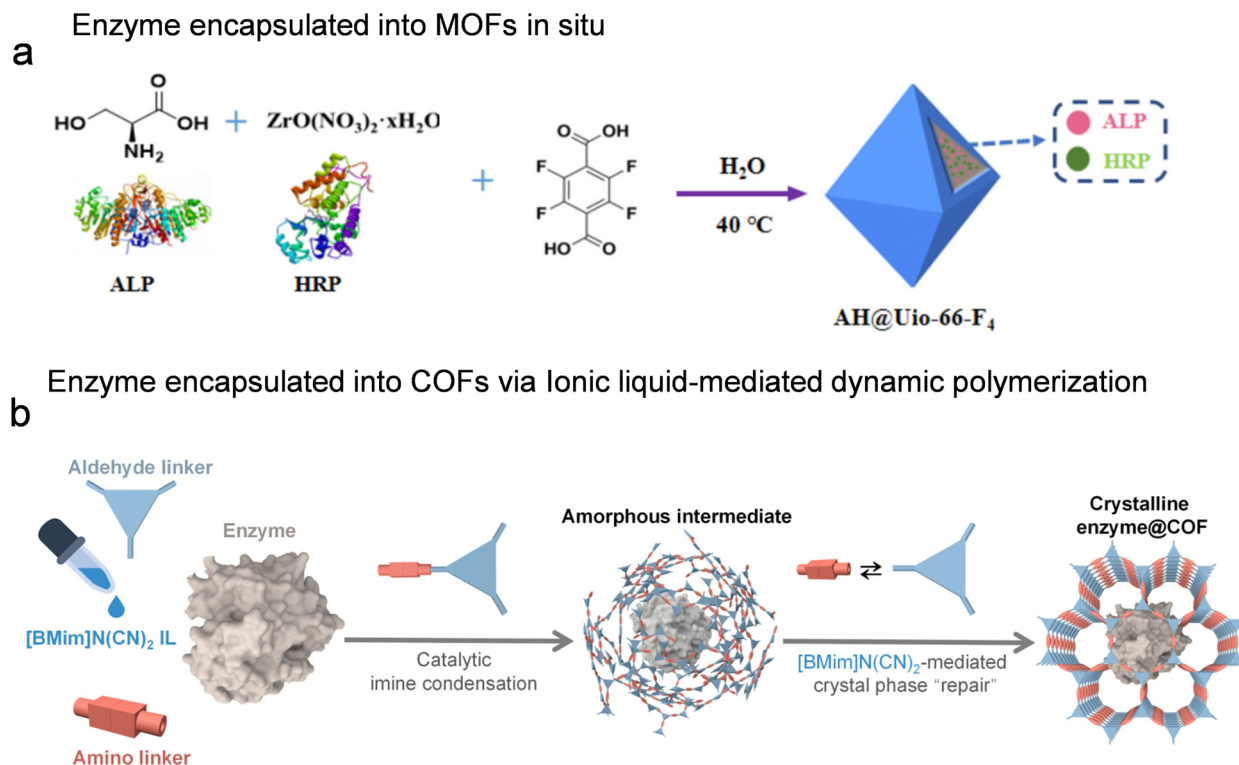 Enzyme encapsulated into MOFs in situ
a
O
HO
OH
NH₂
+
ZrO(NO₃)₂·xH₂O
ALP
HRP
+
O
OH
F
F
F
F
HO
O
H₂O
40 °C
ALP
HRP
AH@Uio-66-F₄
Enzyme encapsulated into COFs via Ionic liquid-mediated dynamic polymerization
b
Aldehyde linker
Enzyme
[BMim]N(CN)₂ IL
Amino linker
Catalytic
imine condensation
Amorphous intermediate
[BMim]N(CN)₂-mediated
crystal phase “repair”
Crystalline
enzyme@COF